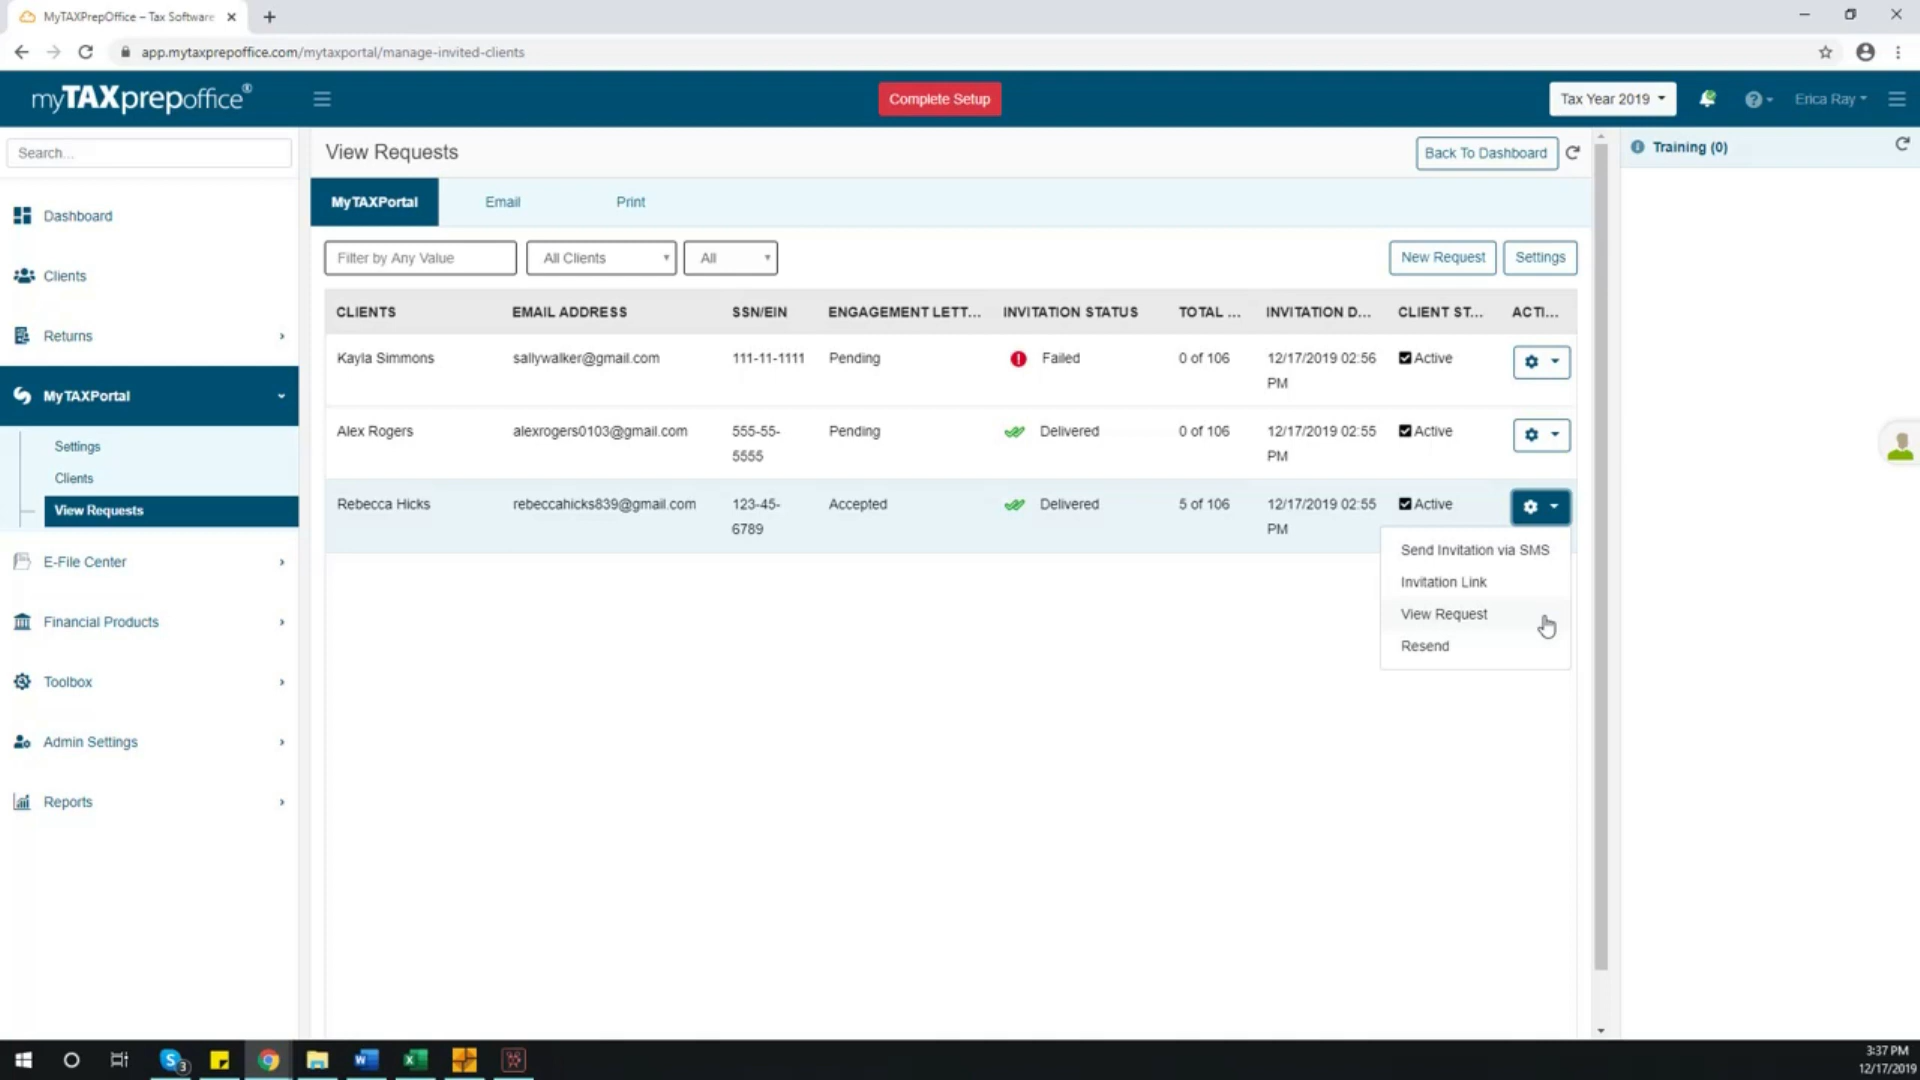 MyTAXPrepOffice – Tax Software
app.mytaxprepoffice.com/mytaxportal/manage-invited-clients
myTAXprepoffice®
Complete Setup
Tax Year 2019
Erica Ray
Search...
View Requests
Back To Dashboard
Training (0)
MyTAXPortal
Email
Print
Dashboard
Filter by Any Value
All Clients
All
New Request
Settings
Clients
CLIENTS EMAIL ADDRESS SSN/EIN ENGAGEMENT LETT... INVITATION STATUS TOTAL ... INVITATION D... CLIENT ST... ACTI...
Returns
Kayla Simmons sallywalker@gmail.com 111-11-1111 Pending Failed 0 of 106 12/17/2019 02:56 Active
PM
MyTAXPortal
Alex Rogers alexrogers0103@gmail.com 555-55- Pending Delivered 0 of 106 12/17/2019 02:55 Active
5555 PM
Settings
Clients
View Requests
Rebecca Hicks rebeccahicks839@gmail.com 123-45- Accepted Delivered 5 of 106 12/17/2019 02:55 Active
6789 PM
Send Invitation via SMS
Invitation Link
View Request
Resend
E-File Center
Financial Products
Toolbox
Admin Settings
Reports
S 3
W
X
3:37 PM
12/17/2019